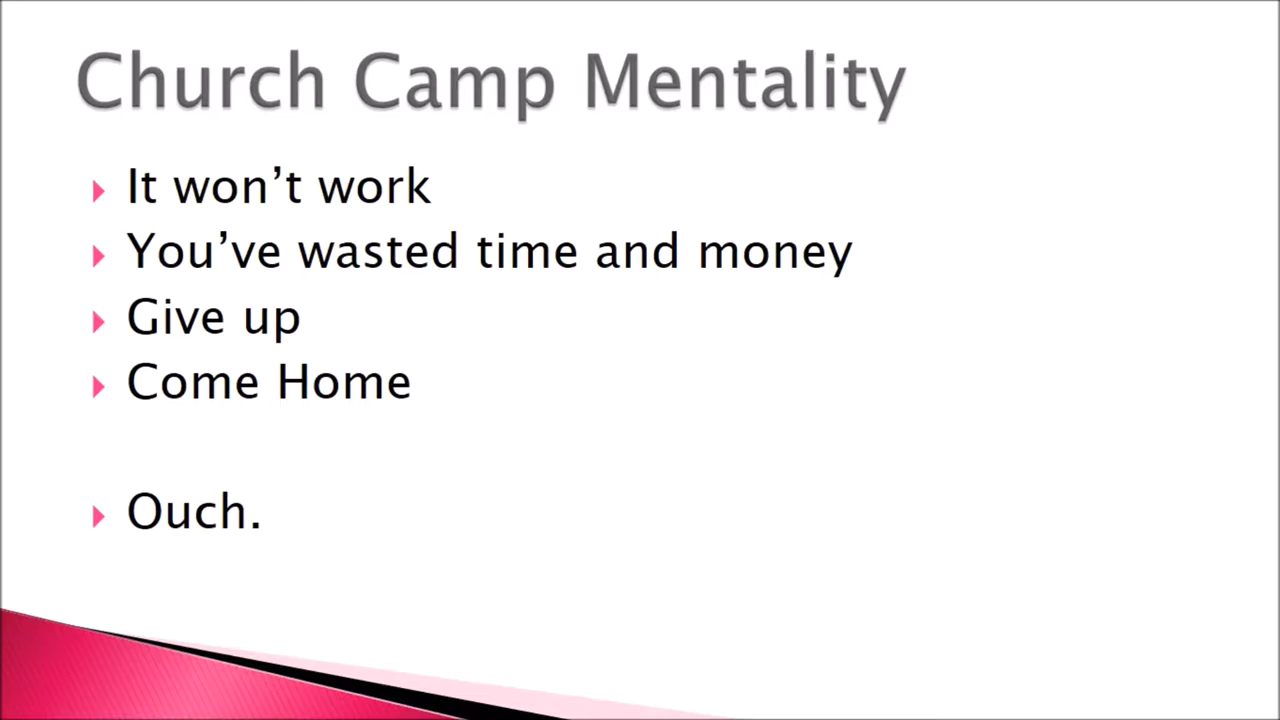 Church Camp Mentality
It won’t work
You’ve wasted time and money
Give up
Come Home
Ouch.